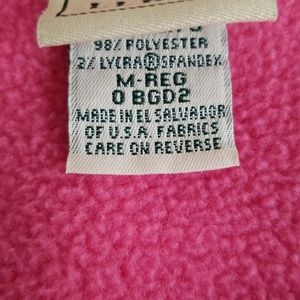 98% POLYESTER
2% LYCRA®SPANDEX
M-REG
0 BGD2
MADE IN EL SALVADOR
OF U.S.A. FABRICS
CARE ON REVERSE